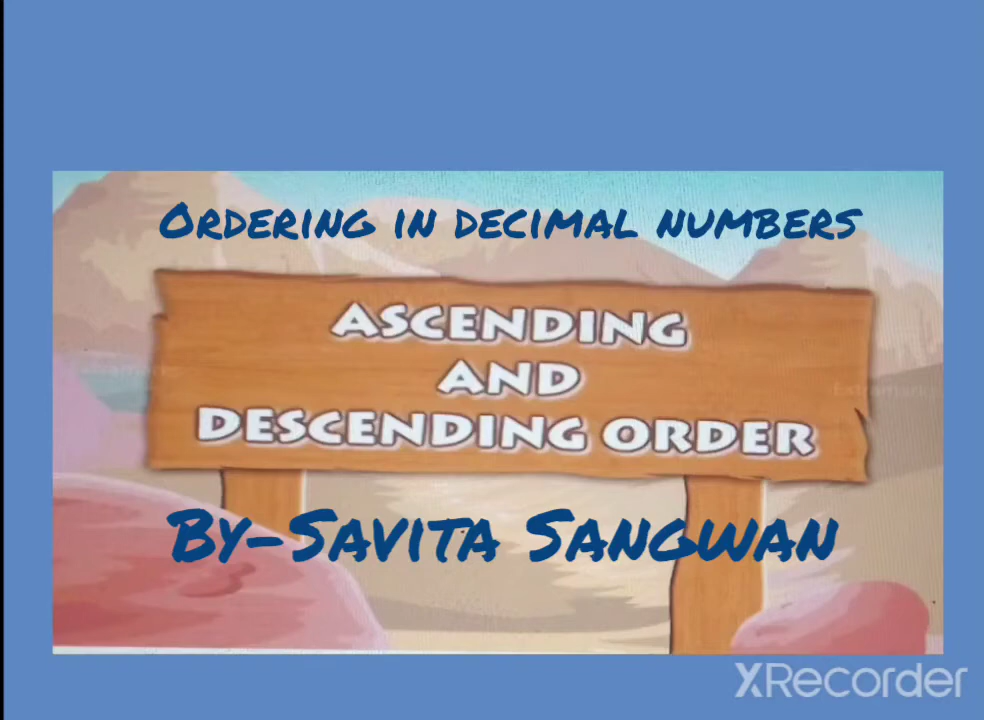 ORDERING IN DECIMAL NUMBERS
ASCENDING
AND
DESCENDING ORDER
BY-SAVITA SANGWAN
XRecorder